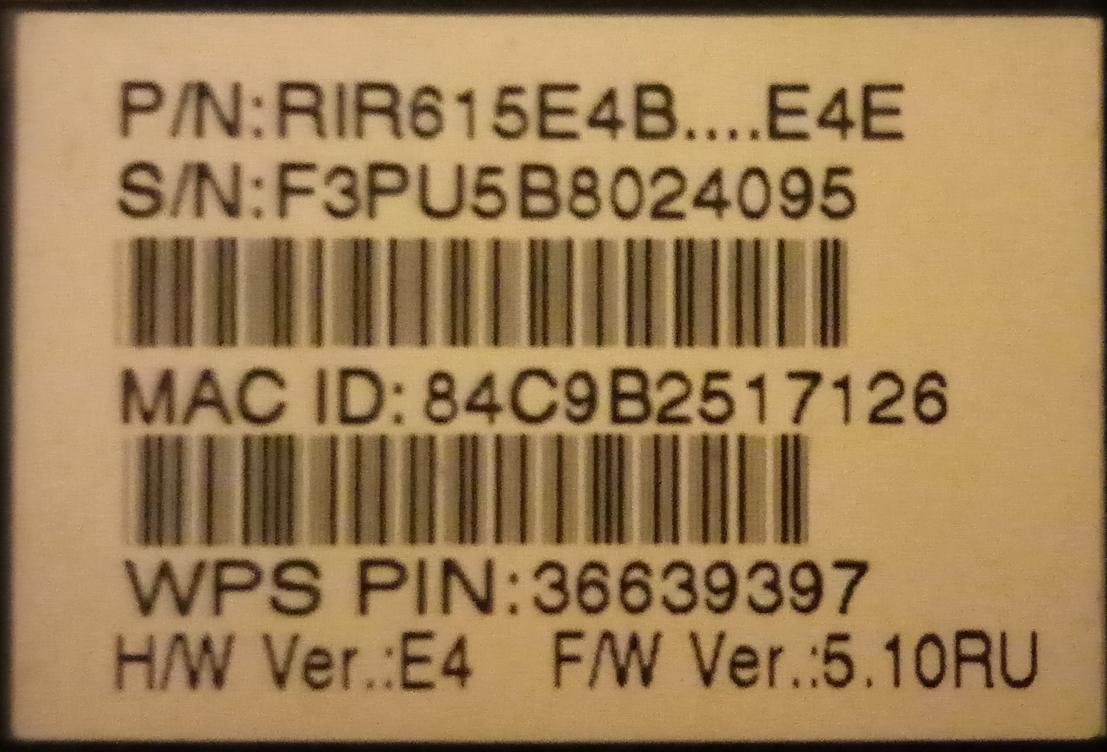 P/N:RIR615E4B....E4E
S/N:F3PU5B8024095
MAC ID: 84C9B2517126
WPS PIN:36639397
H/W Ver.:E4 F/W Ver.:5.10RU